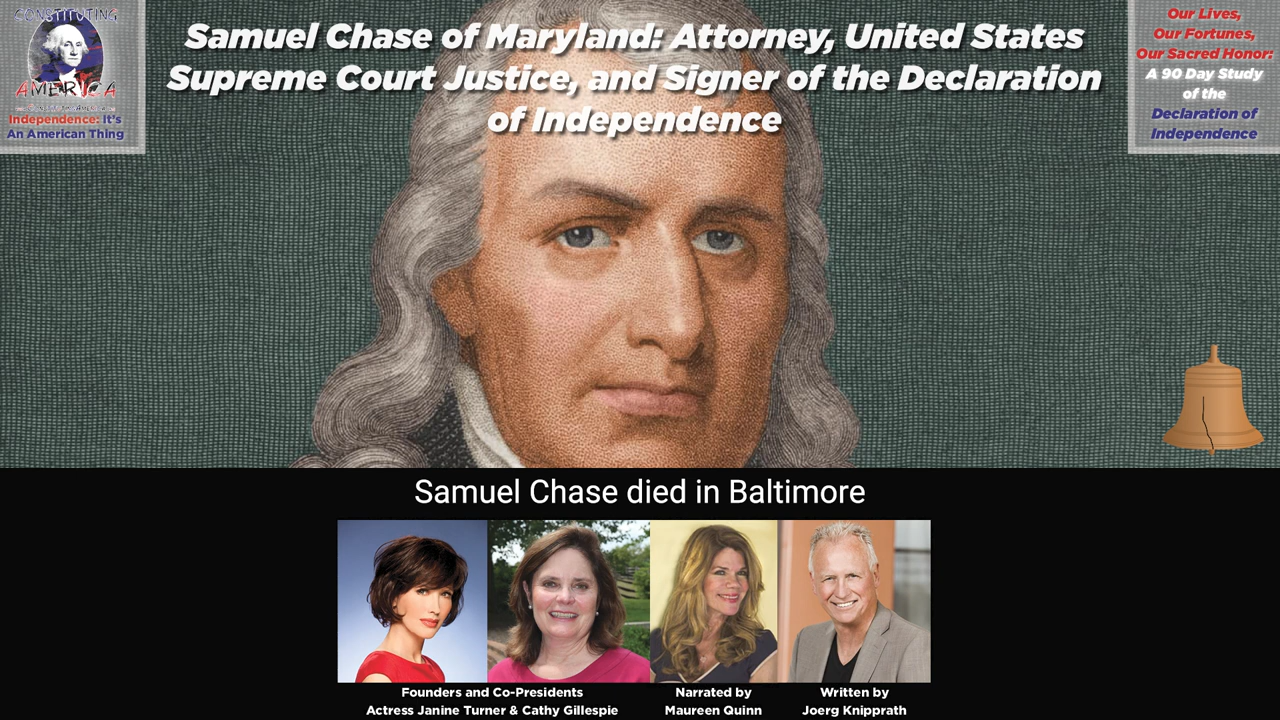 CONSTITUTING
AMERICA
Independence: It's
An American Thing
Samuel Chase of Maryland: Attorney, United States
Supreme Court Justice, and Signer of the Declaration
of Independence
Our Lives,
Our Fortunes,
Our Sacred Honor:
A 90 Day Study
of the
Declaration of
Independence
Samuel Chase died in Baltimore
Founders and Co-Presidents
Actress Janine Turner & Cathy Gillespie
Narrated by
Maureen Quinn
Written by
Joerg Knipprath